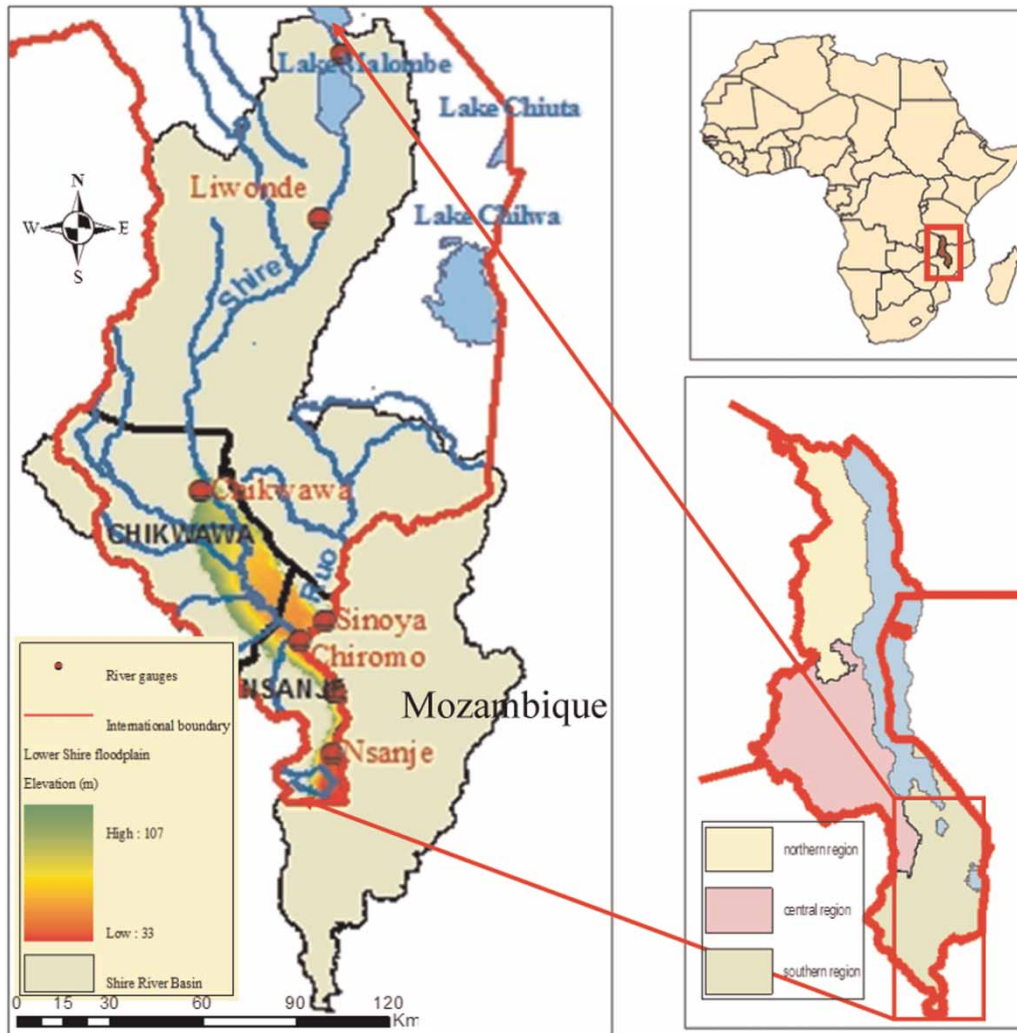 Lake Malombe
Lake Chiuta
Liwonde
Lake Chilwa
N
W
E
S
Shire
Chikwawa
CHIKWAWA
Ruo
Sinoya
Chiromo
NSANJE
Mozambique
Nsanje
River gauges
International boundary
Lower Shire floodplain
Elevation (m)
High : 107
Low : 33
Shire River Basin
0 15 30 60 90 120
Km
northern region
central region
southern region